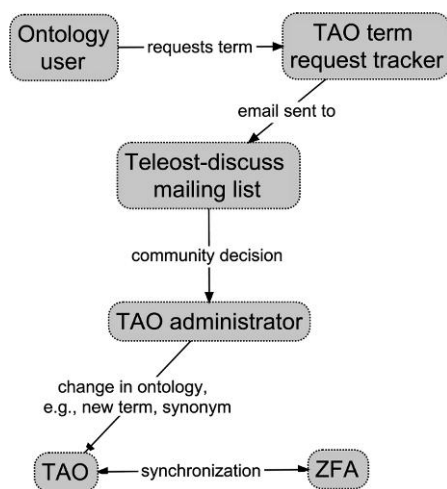 Ontology
user
requests term
TAO term
request tracker
email sent to
Teleost-discuss
mailing list
community decision
TAO administrator
change in ontology,
e.g., new term, synonym
TAO
synchronization
ZFA